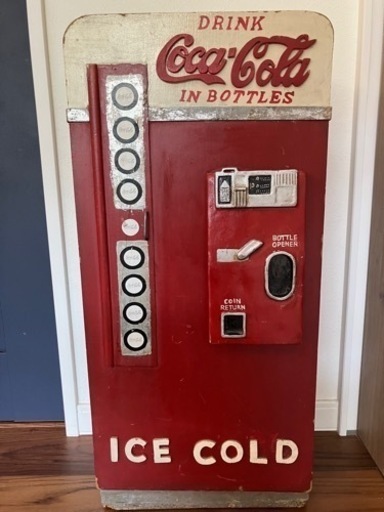 DRINK
Coca-Cola
IN BOTTLES
BOTTLE
OPENER
COIN
RETURN
ICE COLD